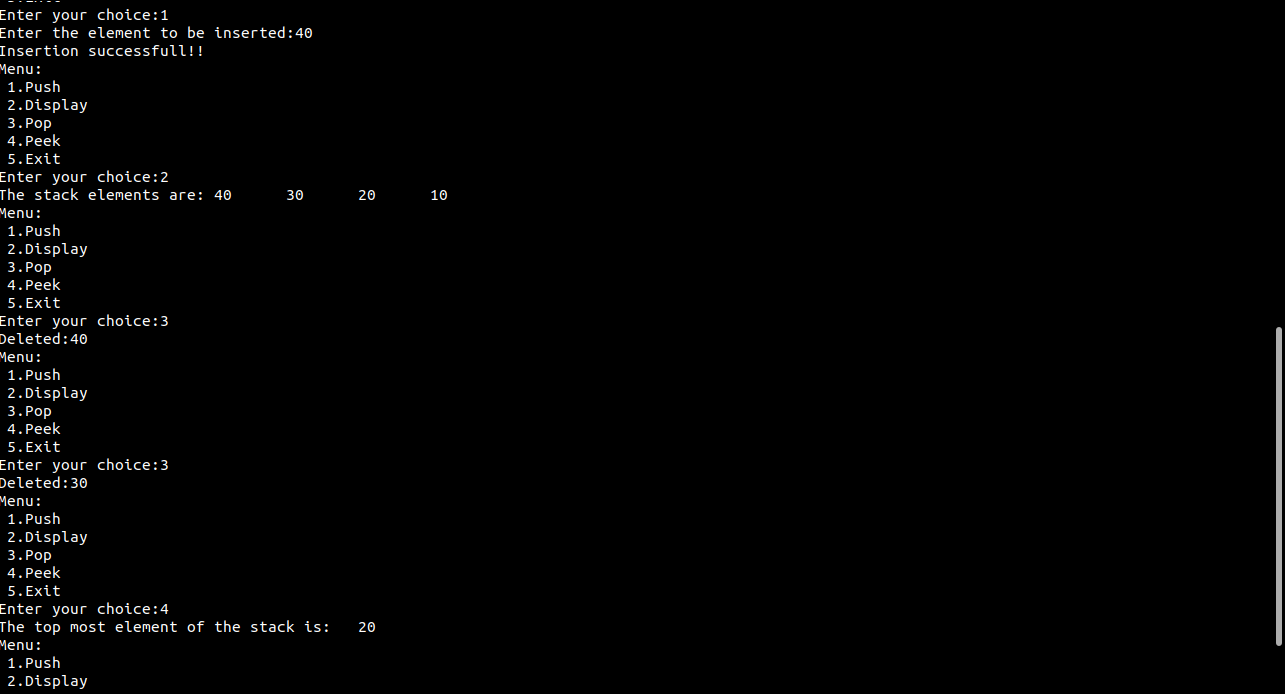 Enter your choice:1
Enter the element to be inserted:40
Insertion successfull!!
Menu:
1.Push
2.Display
3.Pop
4.Peek
5.Exit
Enter your choice:2
The stack elements are: 40 30 20 10
Menu:
1.Push
2.Display
3.Pop
4.Peek
5.Exit
Enter your choice:3
Deleted:40
Menu:
1.Push
2.Display
3.Pop
4.Peek
5.Exit
Enter your choice:3
Deleted:30
Menu:
1.Push
2.Display
3.Pop
4.Peek
5.Exit
Enter your choice:4
The top most element of the stack is: 20
Menu:
1.Push
2.Display